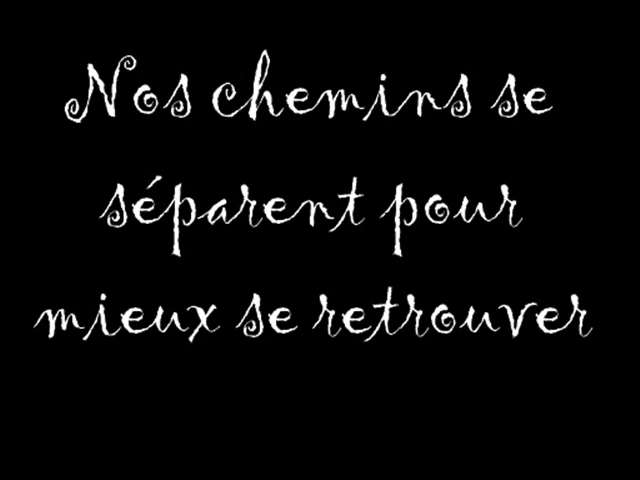 Nos chemins se
séparent pour
mieux se retrouver